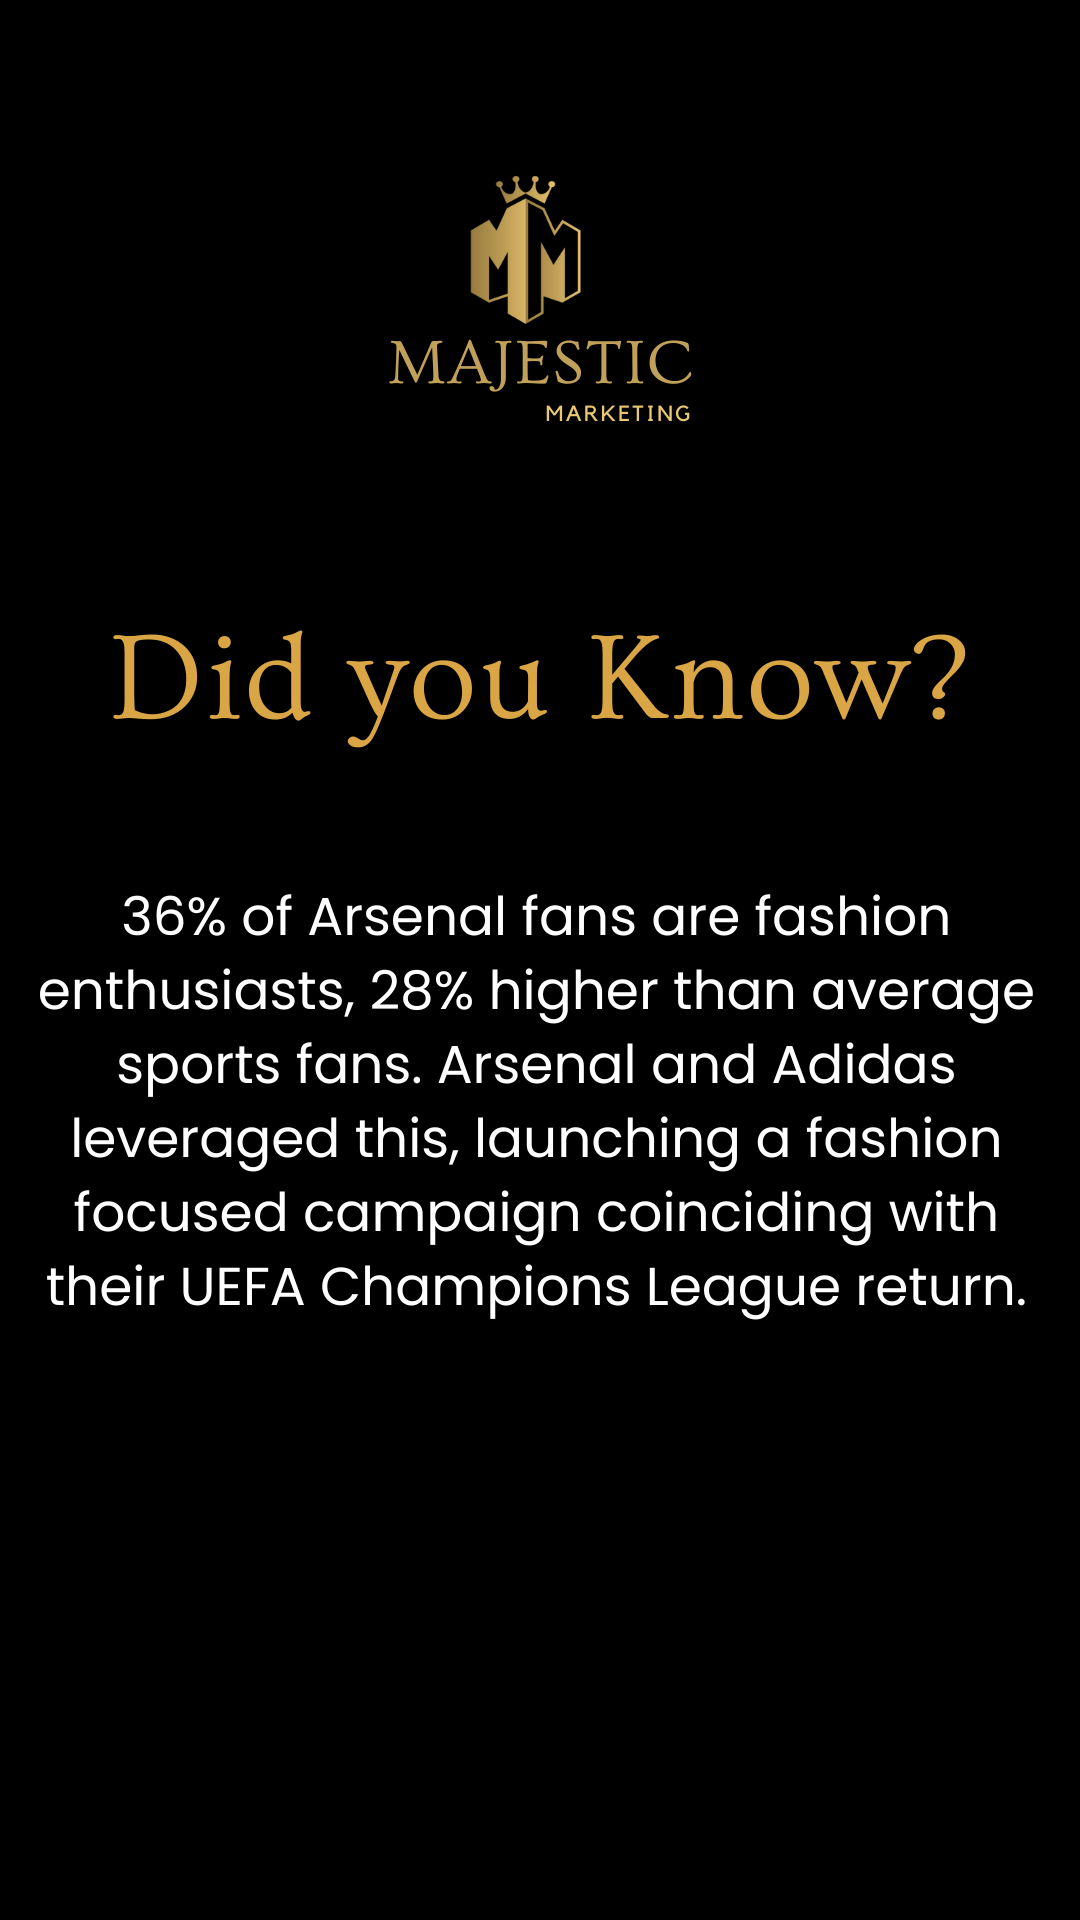 MM
MAJESTIC
MARKETING
Did you Know?
36% of Arsenal fans are fashion
enthusiasts, 28% higher than average
sports fans. Arsenal and Adidas
leveraged this, launching a fashion
focused campaign coinciding with
their UEFA Champions League return.